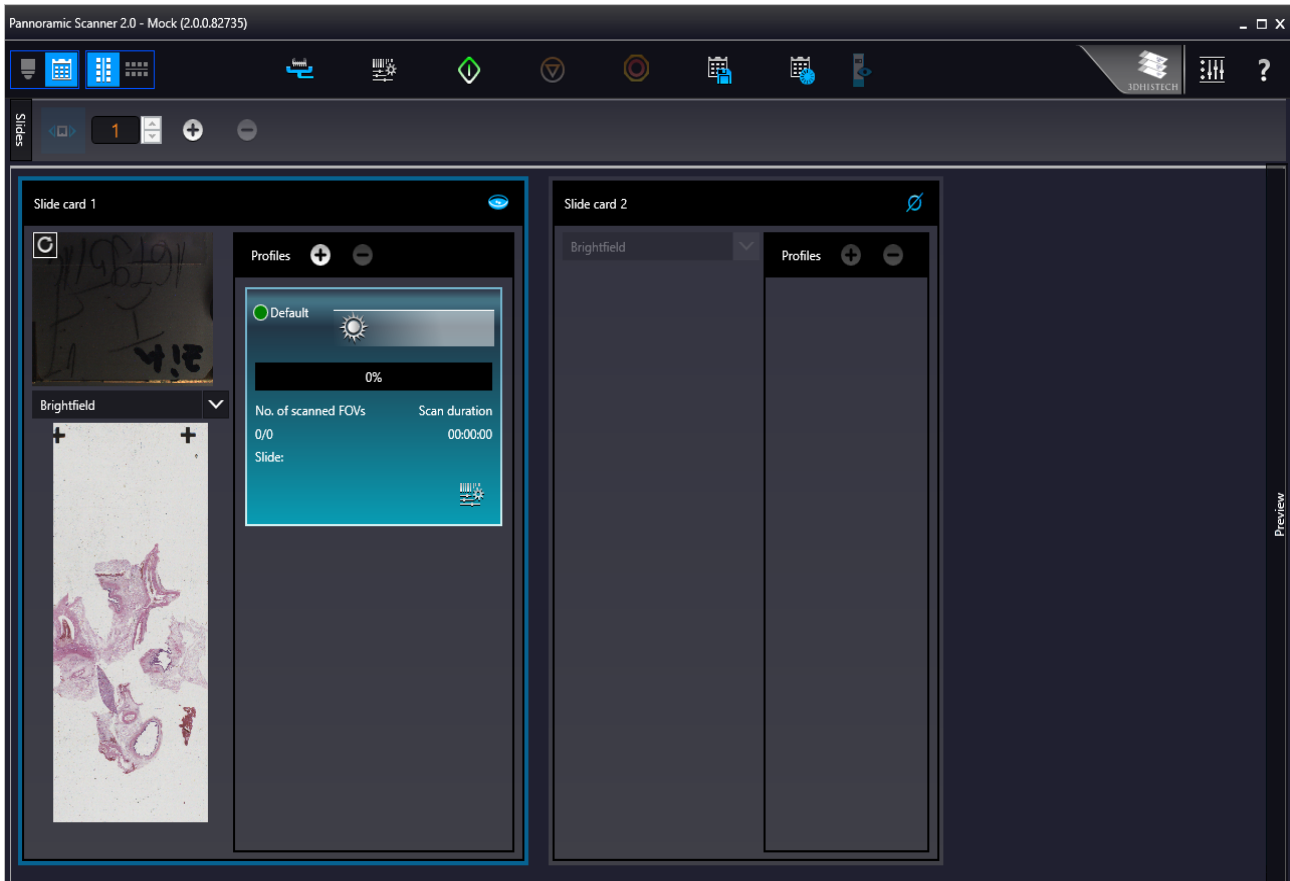 Pannoramic Scanner 2.0 - Mock (2.0.0.82735)
3DHISTECH
?
Slides
1
Slide card 1
Slide card 2
Profiles
Brightfield
Profiles
Default
0%
Brightfield
No. of scanned FOVs
Scan duration
0/0
00:00:00
Slide:
Preview